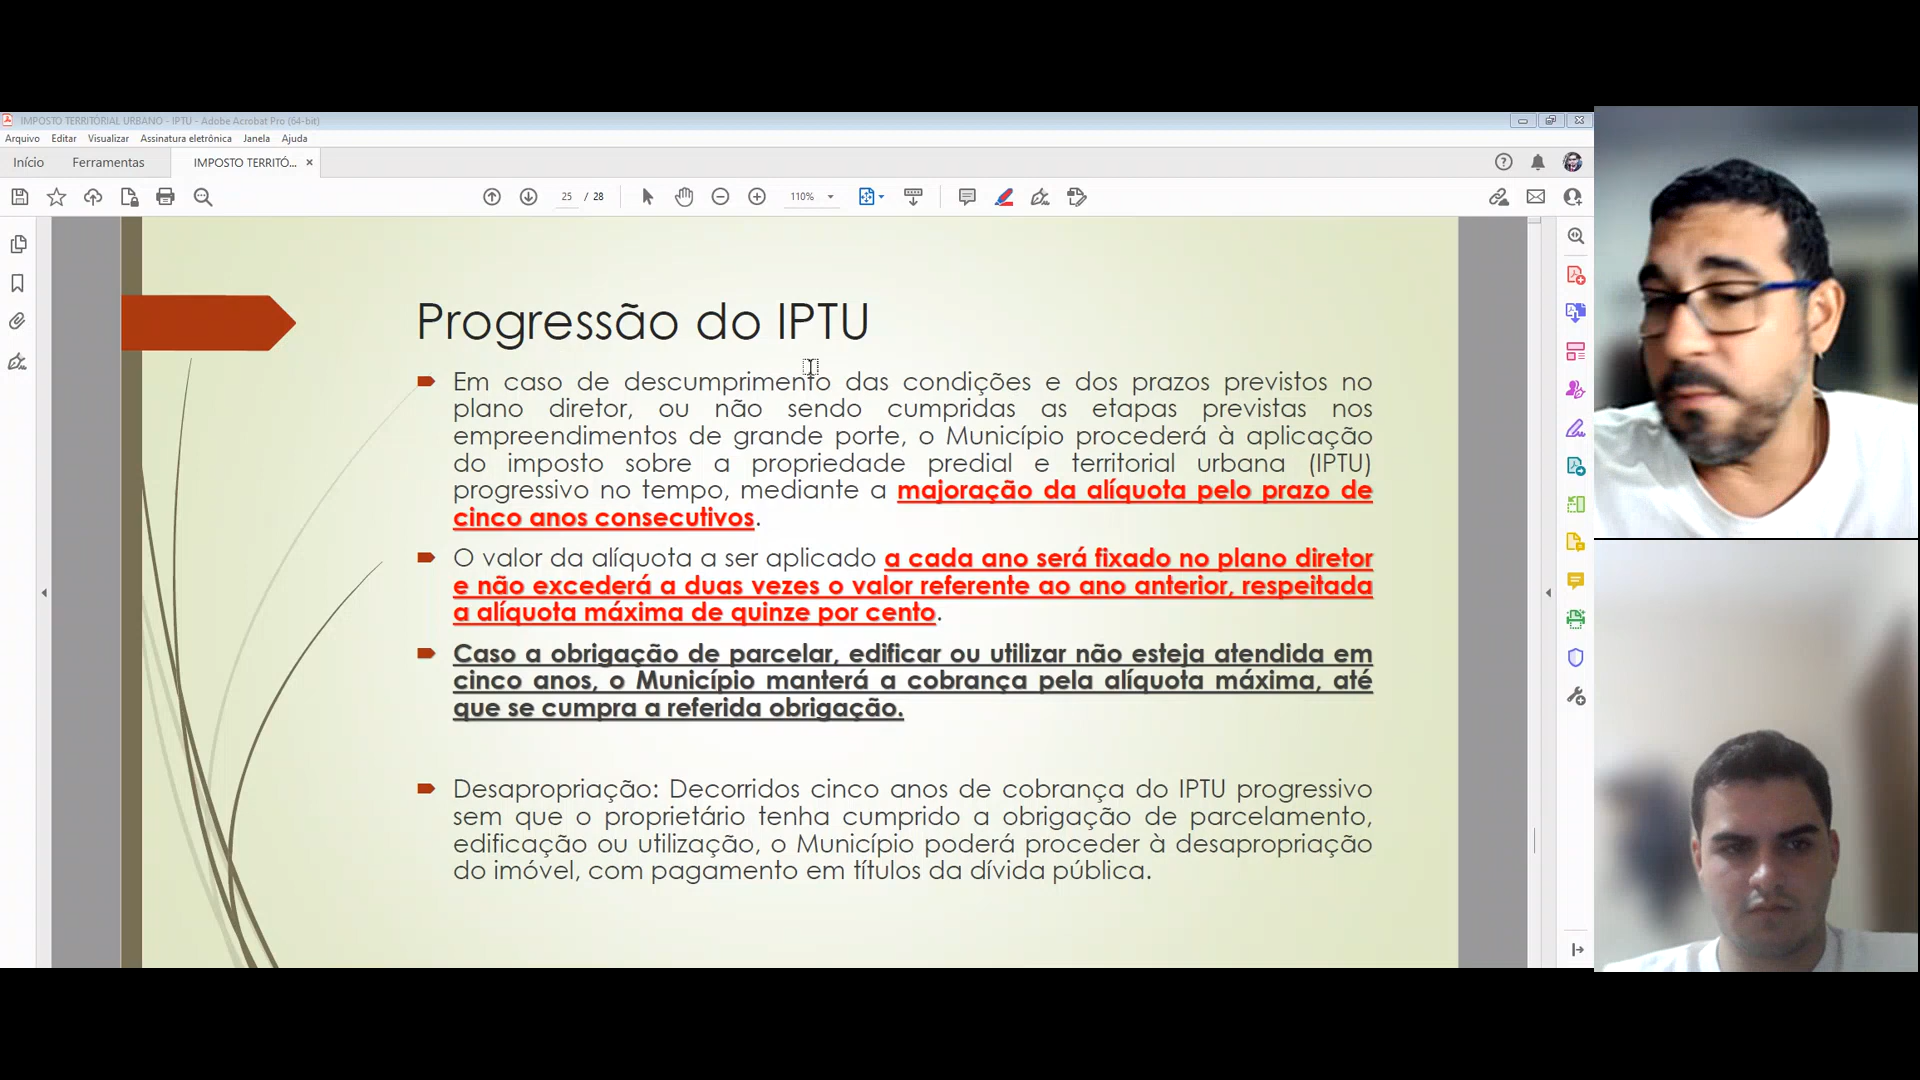 IMPOSTO TERRITÓRIAL URBANO - IPTU - Adobe Acrobat Pro (64-bit)
Arquivo Editar Visualizar Assinatura eletrônica Janela Ajuda
Início Ferramentas IMPOSTO TERRITÓ... ×
25 / 28 110%
Progressão do IPTU
Em caso de descumprimento das condições e dos prazos previstos no
plano diretor, ou não sendo cumpridas as etapas previstas nos
empreendimentos de grande porte, o Município procederá à aplicação
do imposto sobre a propriedade predial e territorial urbana (IPTU)
progressivo no tempo, mediante a majoração da alíquota pelo prazo de
cinco anos consecutivos.
O valor da alíquota a ser aplicado a cada ano será fixado no plano diretor
e não excederá a duas vezes o valor referente ao ano anterior, respeitada
a alíquota máxima de quinze por cento.
Caso a obrigação de parcelar, edificar ou utilizar não esteja atendida em
cinco anos, o Município manterá a cobrança pela alíquota máxima, até
que se cumpra a referida obrigação.
Desapropriação: Decorridos cinco anos de cobrança do IPTU progressivo
sem que o proprietário tenha cumprido a obrigação de parcelamento,
edificação ou utilização, o Município poderá proceder à desapropriação
do imóvel, com pagamento em títulos da dívida pública.